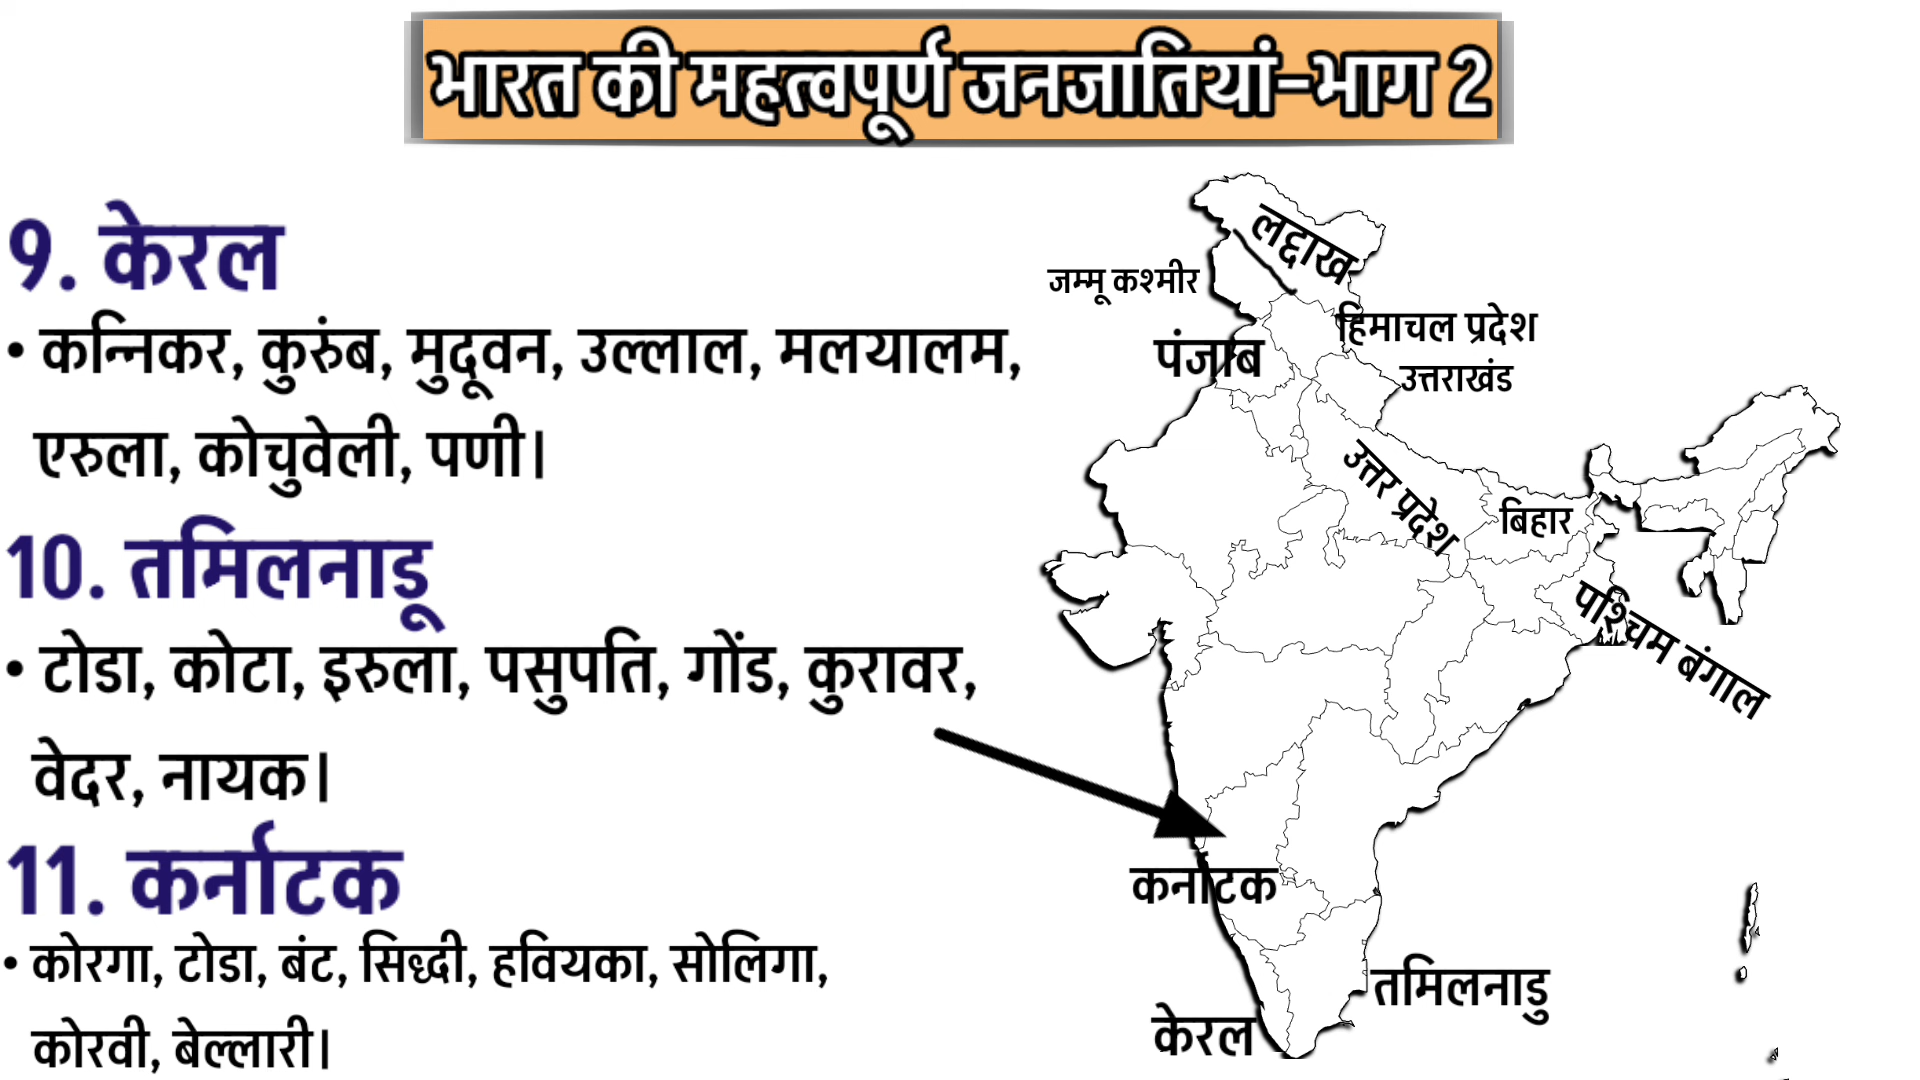 भारत की महत्वपूर्ण जनजातियां-भाग 2
9. केरल
• कन्निकर, कुरुंब, मुदूवन, उल्लाल, मलयालम,
एरुला, कोचुवेली, पणी।
10. तमिलनाडू
• टोडा, कोटा, इरुला, पसुपति, गोंड, कुरावर,
वेदर, नायक।
11. कर्नाटक
• कोरगा, टोडा, बंट, सिद्धी, हवियका, सोलिगा,
कोरवी, बेल्लारी।
लद्दाख
जम्मू कश्मीर
हिमाचल प्रदेश
पंजाब
उत्तराखंड
उत्तर प्रदेश
बिहार
पश्चिम बंगाल
कर्नाटक
तमिलनाडु
केरल